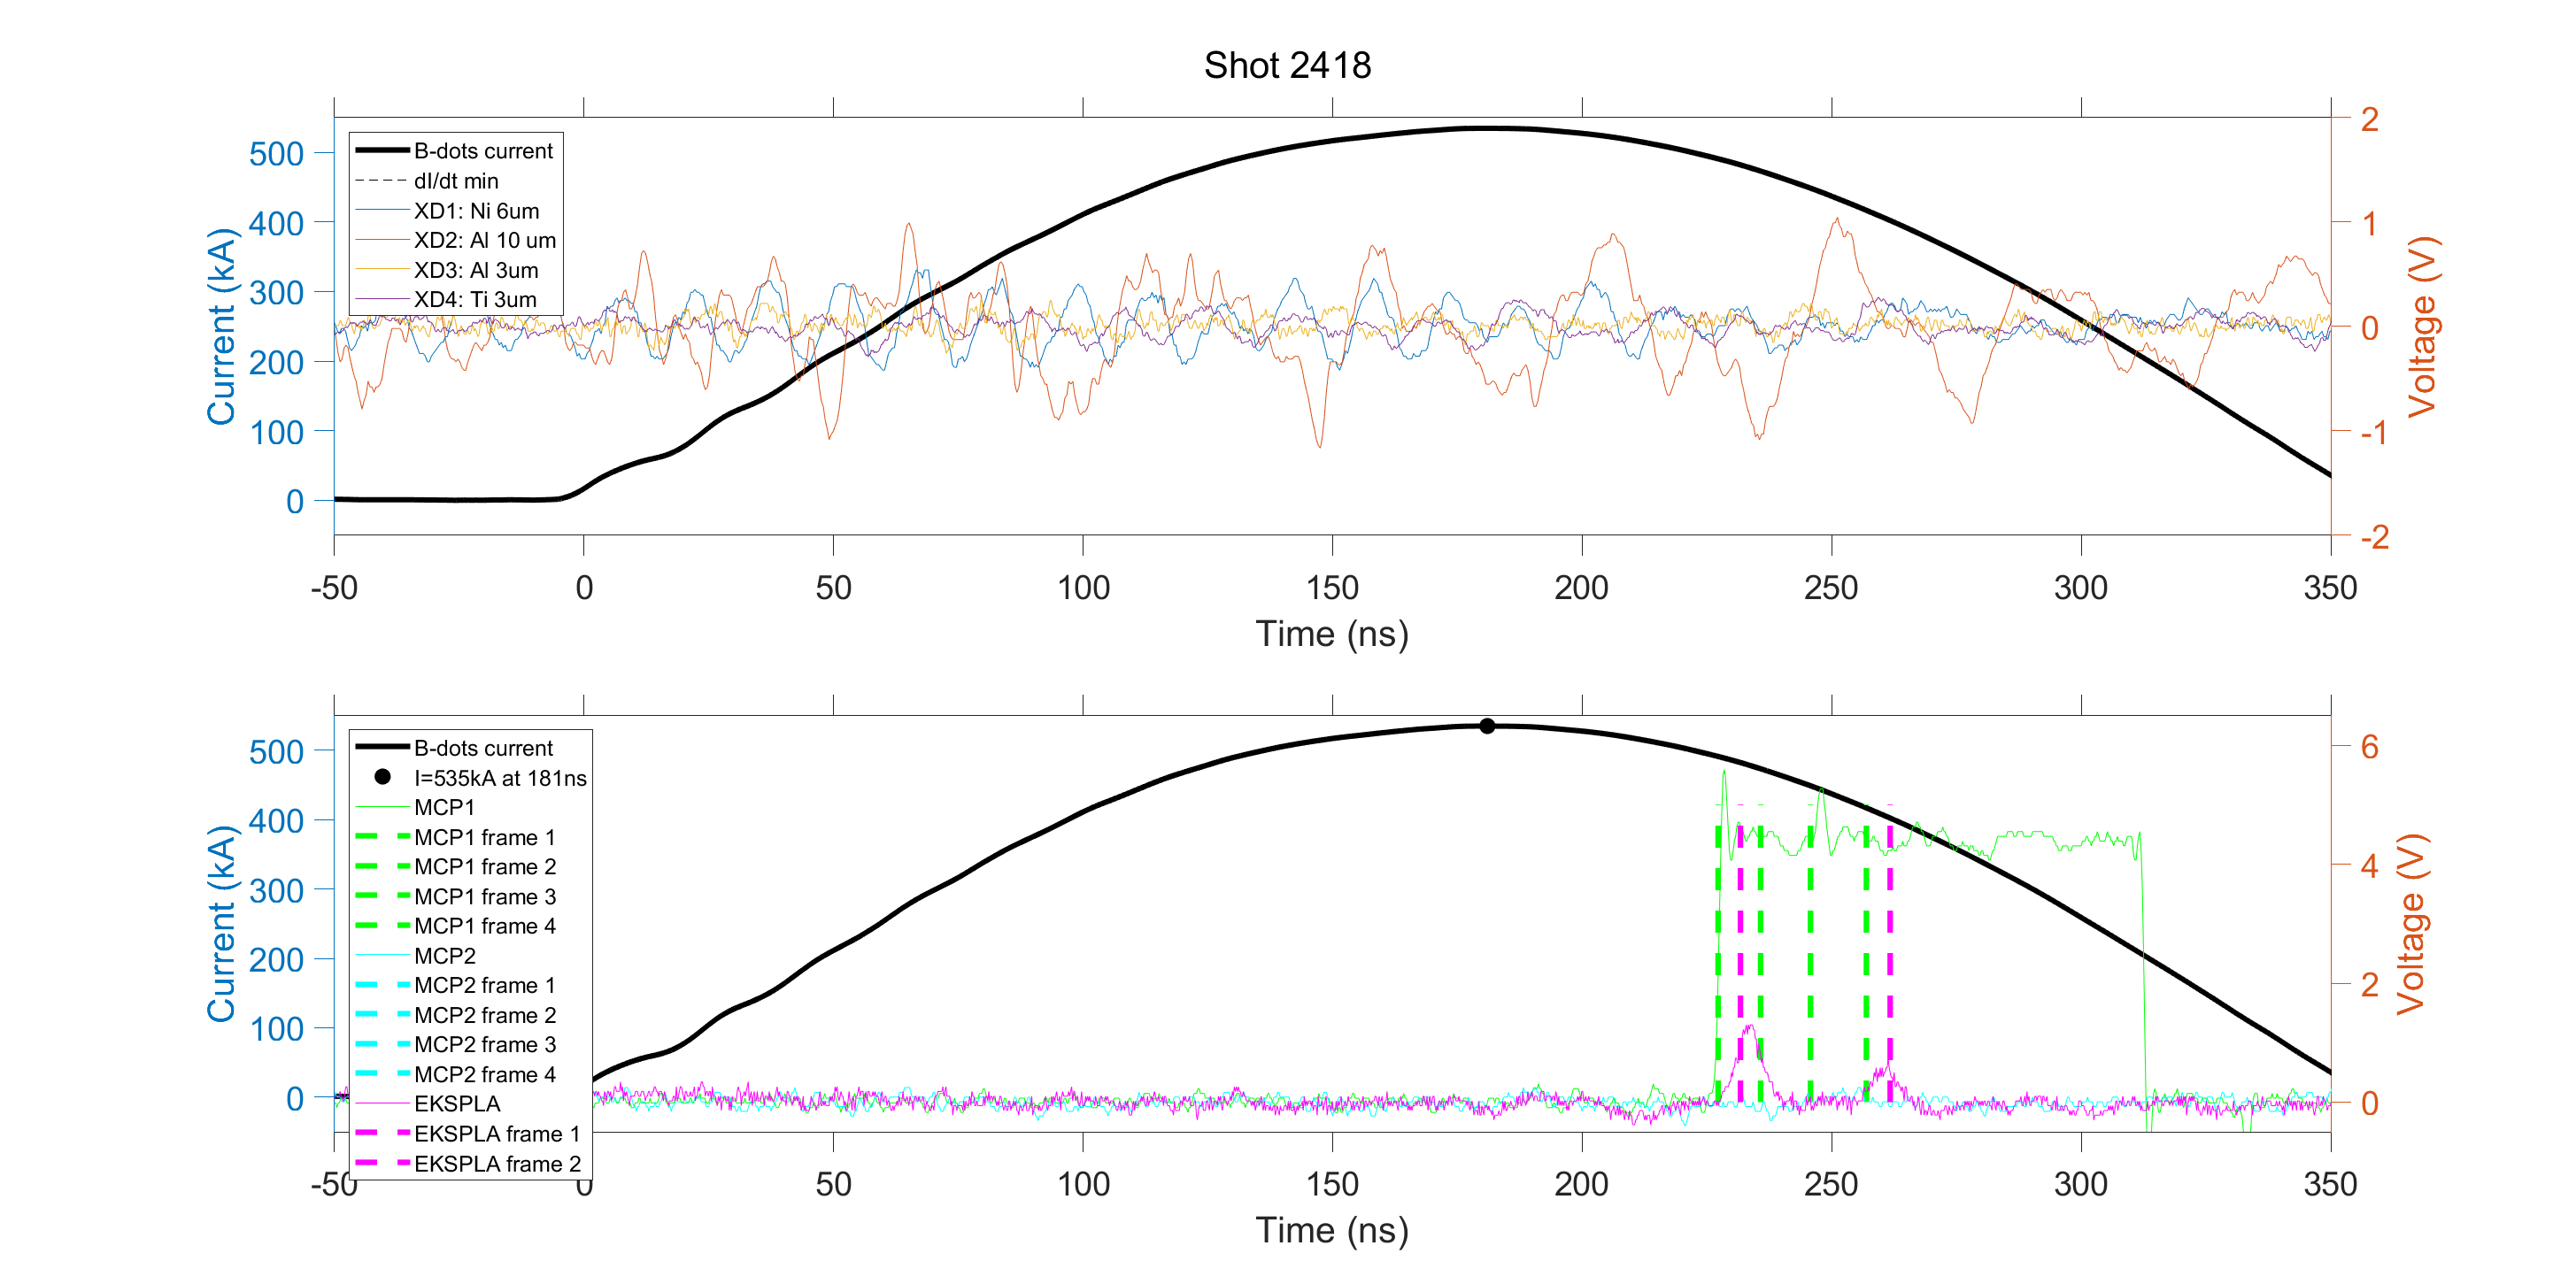 Shot 2418
B-dots current
dI/dt min
XD1: Ni 6um
XD2: Al 10 um
XD3: Al 3um
XD4: Ti 3um
Current (kA)
500
400
300
200
100
0
Voltage (V)
2
1
0
-1
-2
-50 0 50 100 150 200 250 300 350
Time (ns)
B-dots current
I=535kA at 181ns
MCP1
MCP1 frame 1
MCP1 frame 2
MCP1 frame 3
MCP1 frame 4
MCP2
MCP2 frame 1
MCP2 frame 2
MCP2 frame 3
MCP2 frame 4
EKSPLA
EKSPLA frame 1
EKSPLA frame 2
Current (kA)
500
400
300
200
100
0
Voltage (V)
6
4
2
0
-50 0 50 100 150 200 250 300 350
Time (ns)